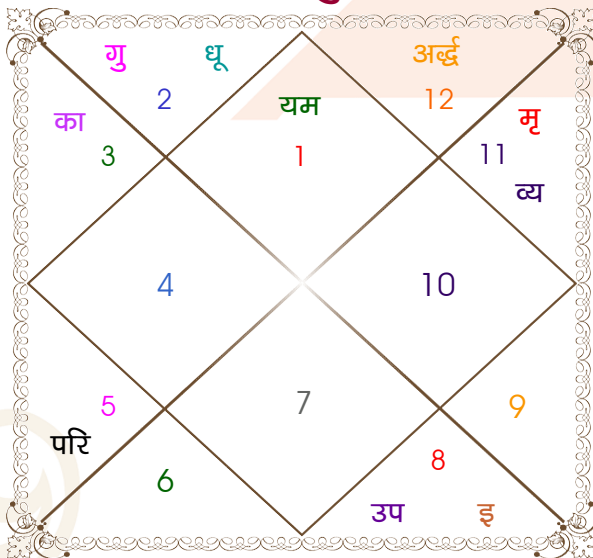 गु धू अर्द्ध
2 यम 12
का 1 मृ
3 11
व्य
4 10
5 7 9
परि 8
6
उप इ